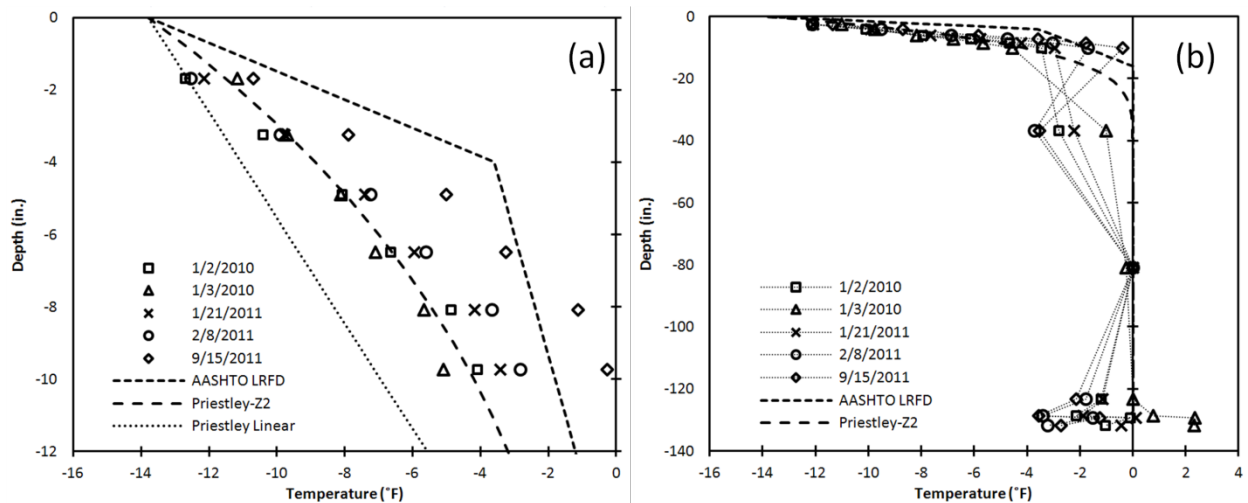 (a)
0
-2
-4
-6
-8
-10
-12
Depth (in.)
1/2/2010
1/3/2010
1/21/2011
2/8/2011
9/15/2011
AASHTO LRFD
Priestley-Z2
Priestley Linear
-16 -14 -12 -10 -8 -6 -4 -2 0
Temperature (˚F)
(b)
0
-20
-40
-60
-80
-100
-120
-140
Depth (in.)
1/2/2010
1/3/2010
1/21/2011
2/8/2011
9/15/2011
AASHTO LRFD
Priestley-Z2
-16 -14 -12 -10 -8 -6 -4 -2 0 2 4
Temperature (˚F)